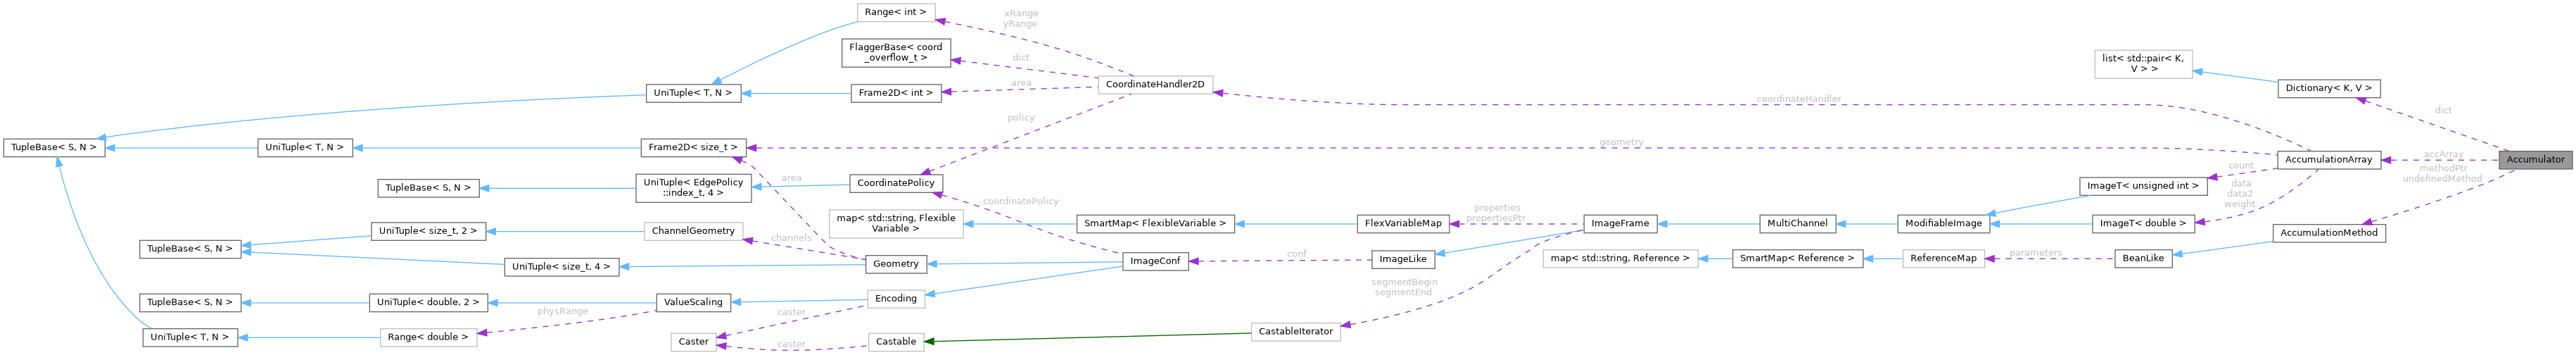 Range< int >
xRange
yRange
FlaggerBase< coord
_overflow_t >
dict
list< std::pair< K,
V > >
CoordinateHandler2D
area
Frame2D< int >
UniTuple< T, N >
Dictionary< K, V >
coordinateHandler
dict
policy
TupleBase< S, N >
UniTuple< T, N >
Frame2D< size_t >
geometry
AccumulationArray
accArray
Accumulator
methodPtr
undefinedMethod
count
TupleBase< S, N >
UniTuple< EdgePolicy
::index_t, 4 >
area
CoordinatePolicy
ImageT< unsigned int >
data
data2
weight
coordinatePolicy
properties
propertiesPtr
map< std::string, Flexible
Variable >
SmartMap< FlexibleVariable >
FlexVariableMap
ImageFrame
MultiChannel
ModifiableImage
ImageT< double >
UniTuple< size_t, 2 >
ChannelGeometry
channels
AccumulationMethod
TupleBase< S, N >
UniTuple< size_t, 4 >
Geometry
ImageConf
conf
ImageLike
map< std::string, Reference >
SmartMap< Reference >
ReferenceMap
parameters
BeanLike
segmentBegin
segmentEnd
TupleBase< S, N >
UniTuple< double, 2 >
ValueScaling
Encoding
physRange
caster
UniTuple< T, N >
Range< double >
Caster
caster
Castable
CastableIterator